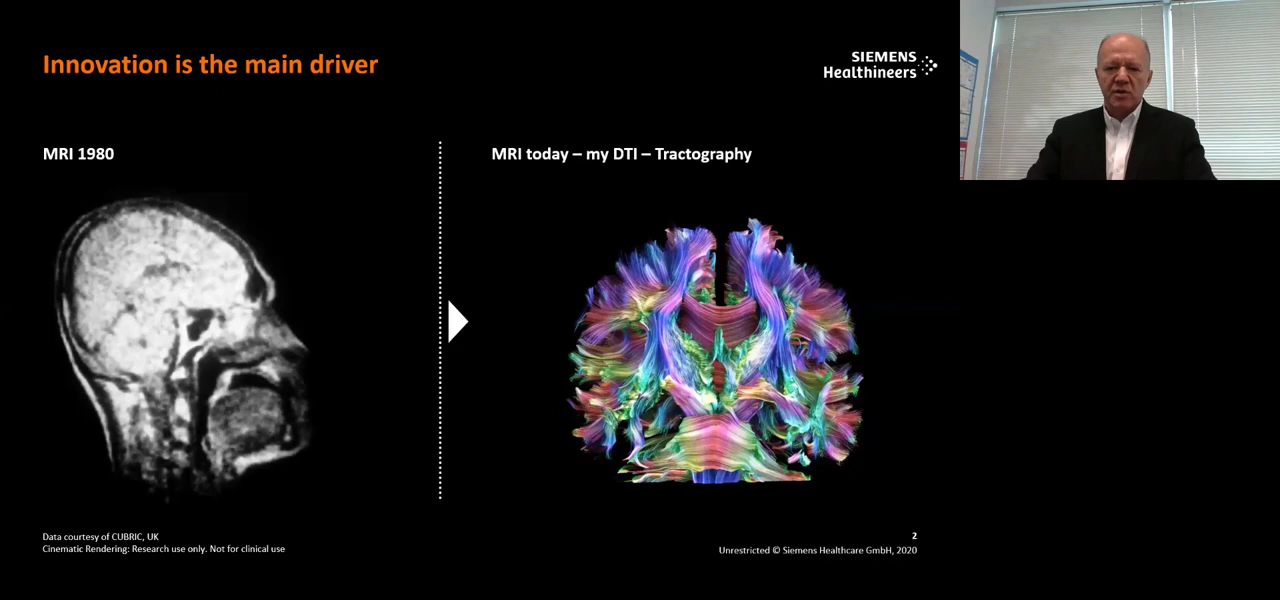 Innovation is the main driver
SIEMENS
Healthineers
MRI 1980
MRI today – my DTI – Tractography
Data courtesy of CUBRIC, UK
Cinematic Rendering: Research use only. Not for clinical use
2
Unrestricted © Siemens Healthcare GmbH, 2020